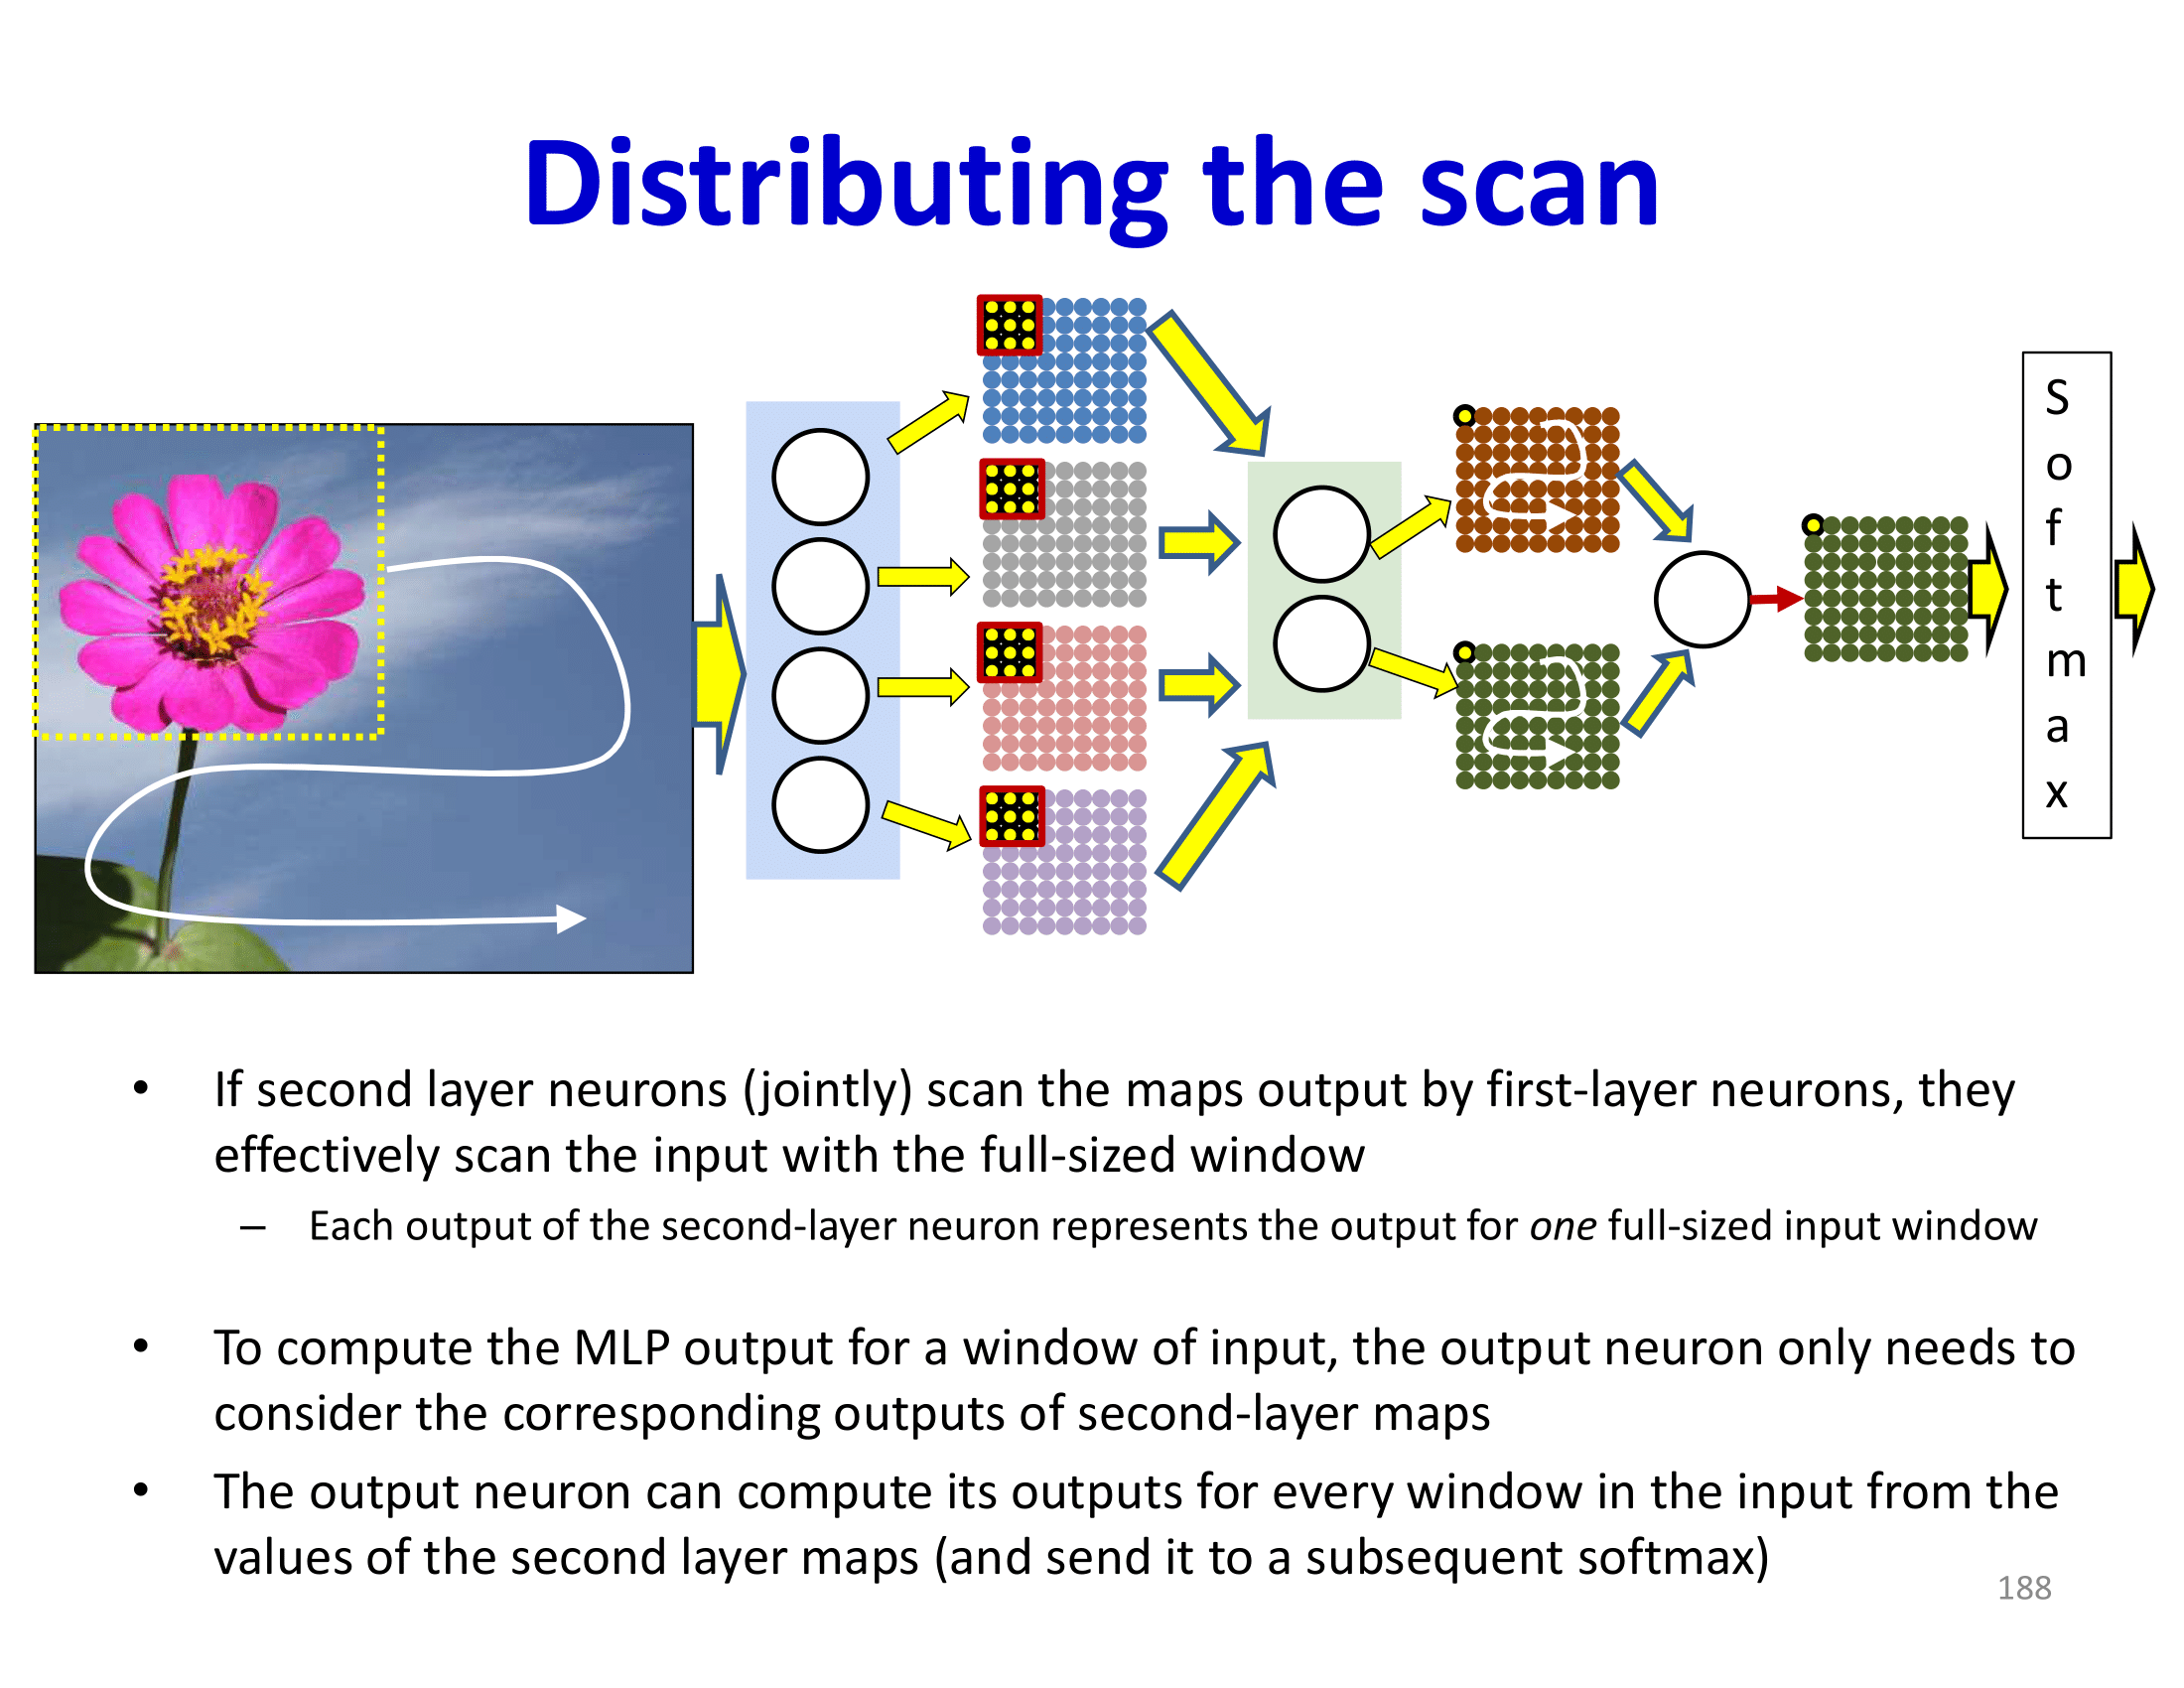 Distributing the scan
S
o
f
t
m
a
x
• If second layer neurons (jointly) scan the maps output by first-layer neurons, they
effectively scan the input with the full-sized window
– Each output of the second-layer neuron represents the output for one full-sized input window
• To compute the MLP output for a window of input, the output neuron only needs to
consider the corresponding outputs of second-layer maps
• The output neuron can compute its outputs for every window in the input from the
values of the second layer maps (and send it to a subsequent softmax)
188